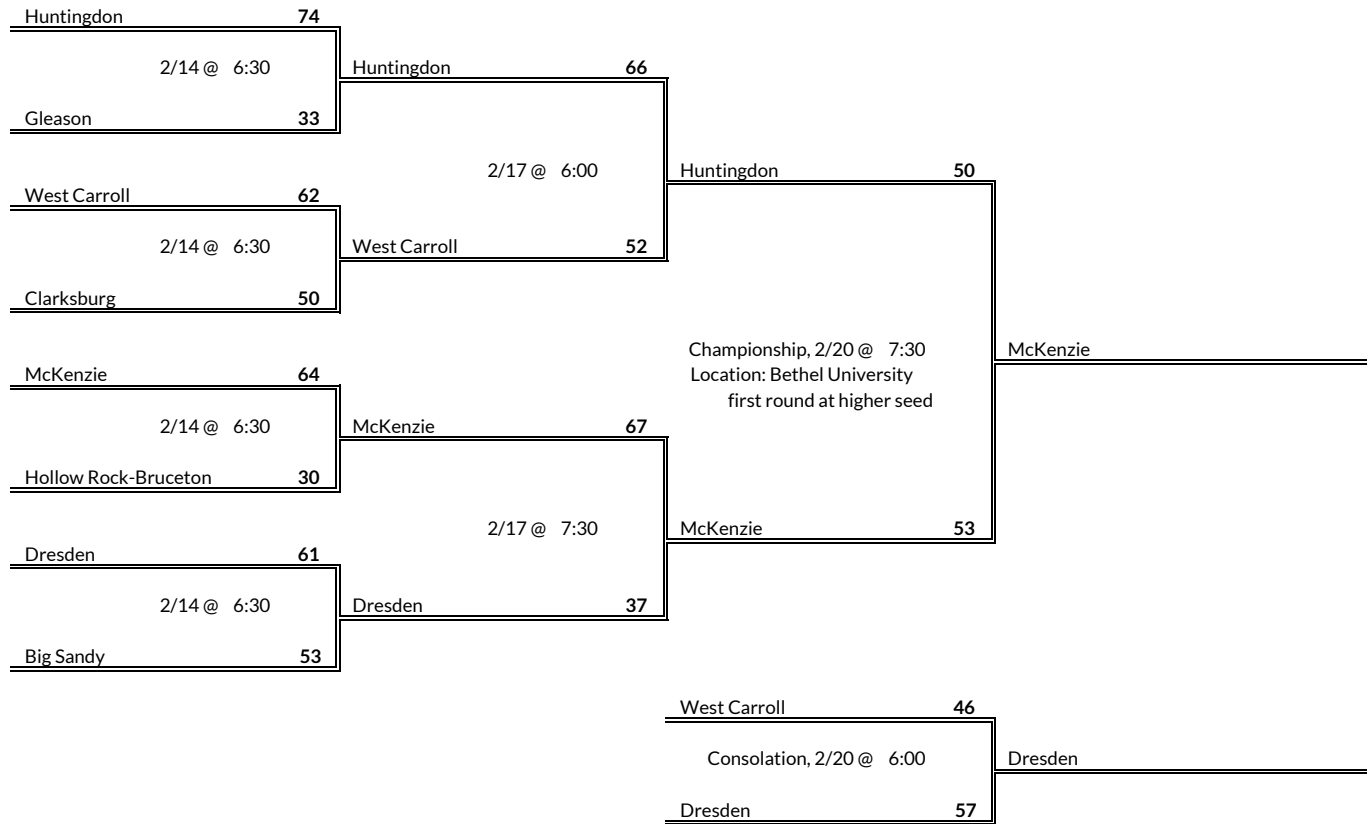 Huntingdon 74
2/14 @ 6:30
Huntingdon 66
Gleason 33
2/17 @ 6:00
Huntingdon 50
West Carroll 62
2/14 @ 6:30
West Carroll 52
Clarksburg 50
Championship, 2/20 @ 7:30
McKenzie
Location: Bethel University
first round at higher seed
McKenzie 64
2/14 @ 6:30
McKenzie 67
Hollow Rock-Bruceton 30
2/17 @ 7:30
McKenzie 53
Dresden 61
2/14 @ 6:30
Dresden 37
Big Sandy 53
West Carroll 46
Consolation, 2/20 @ 6:00
Dresden
Dresden 57